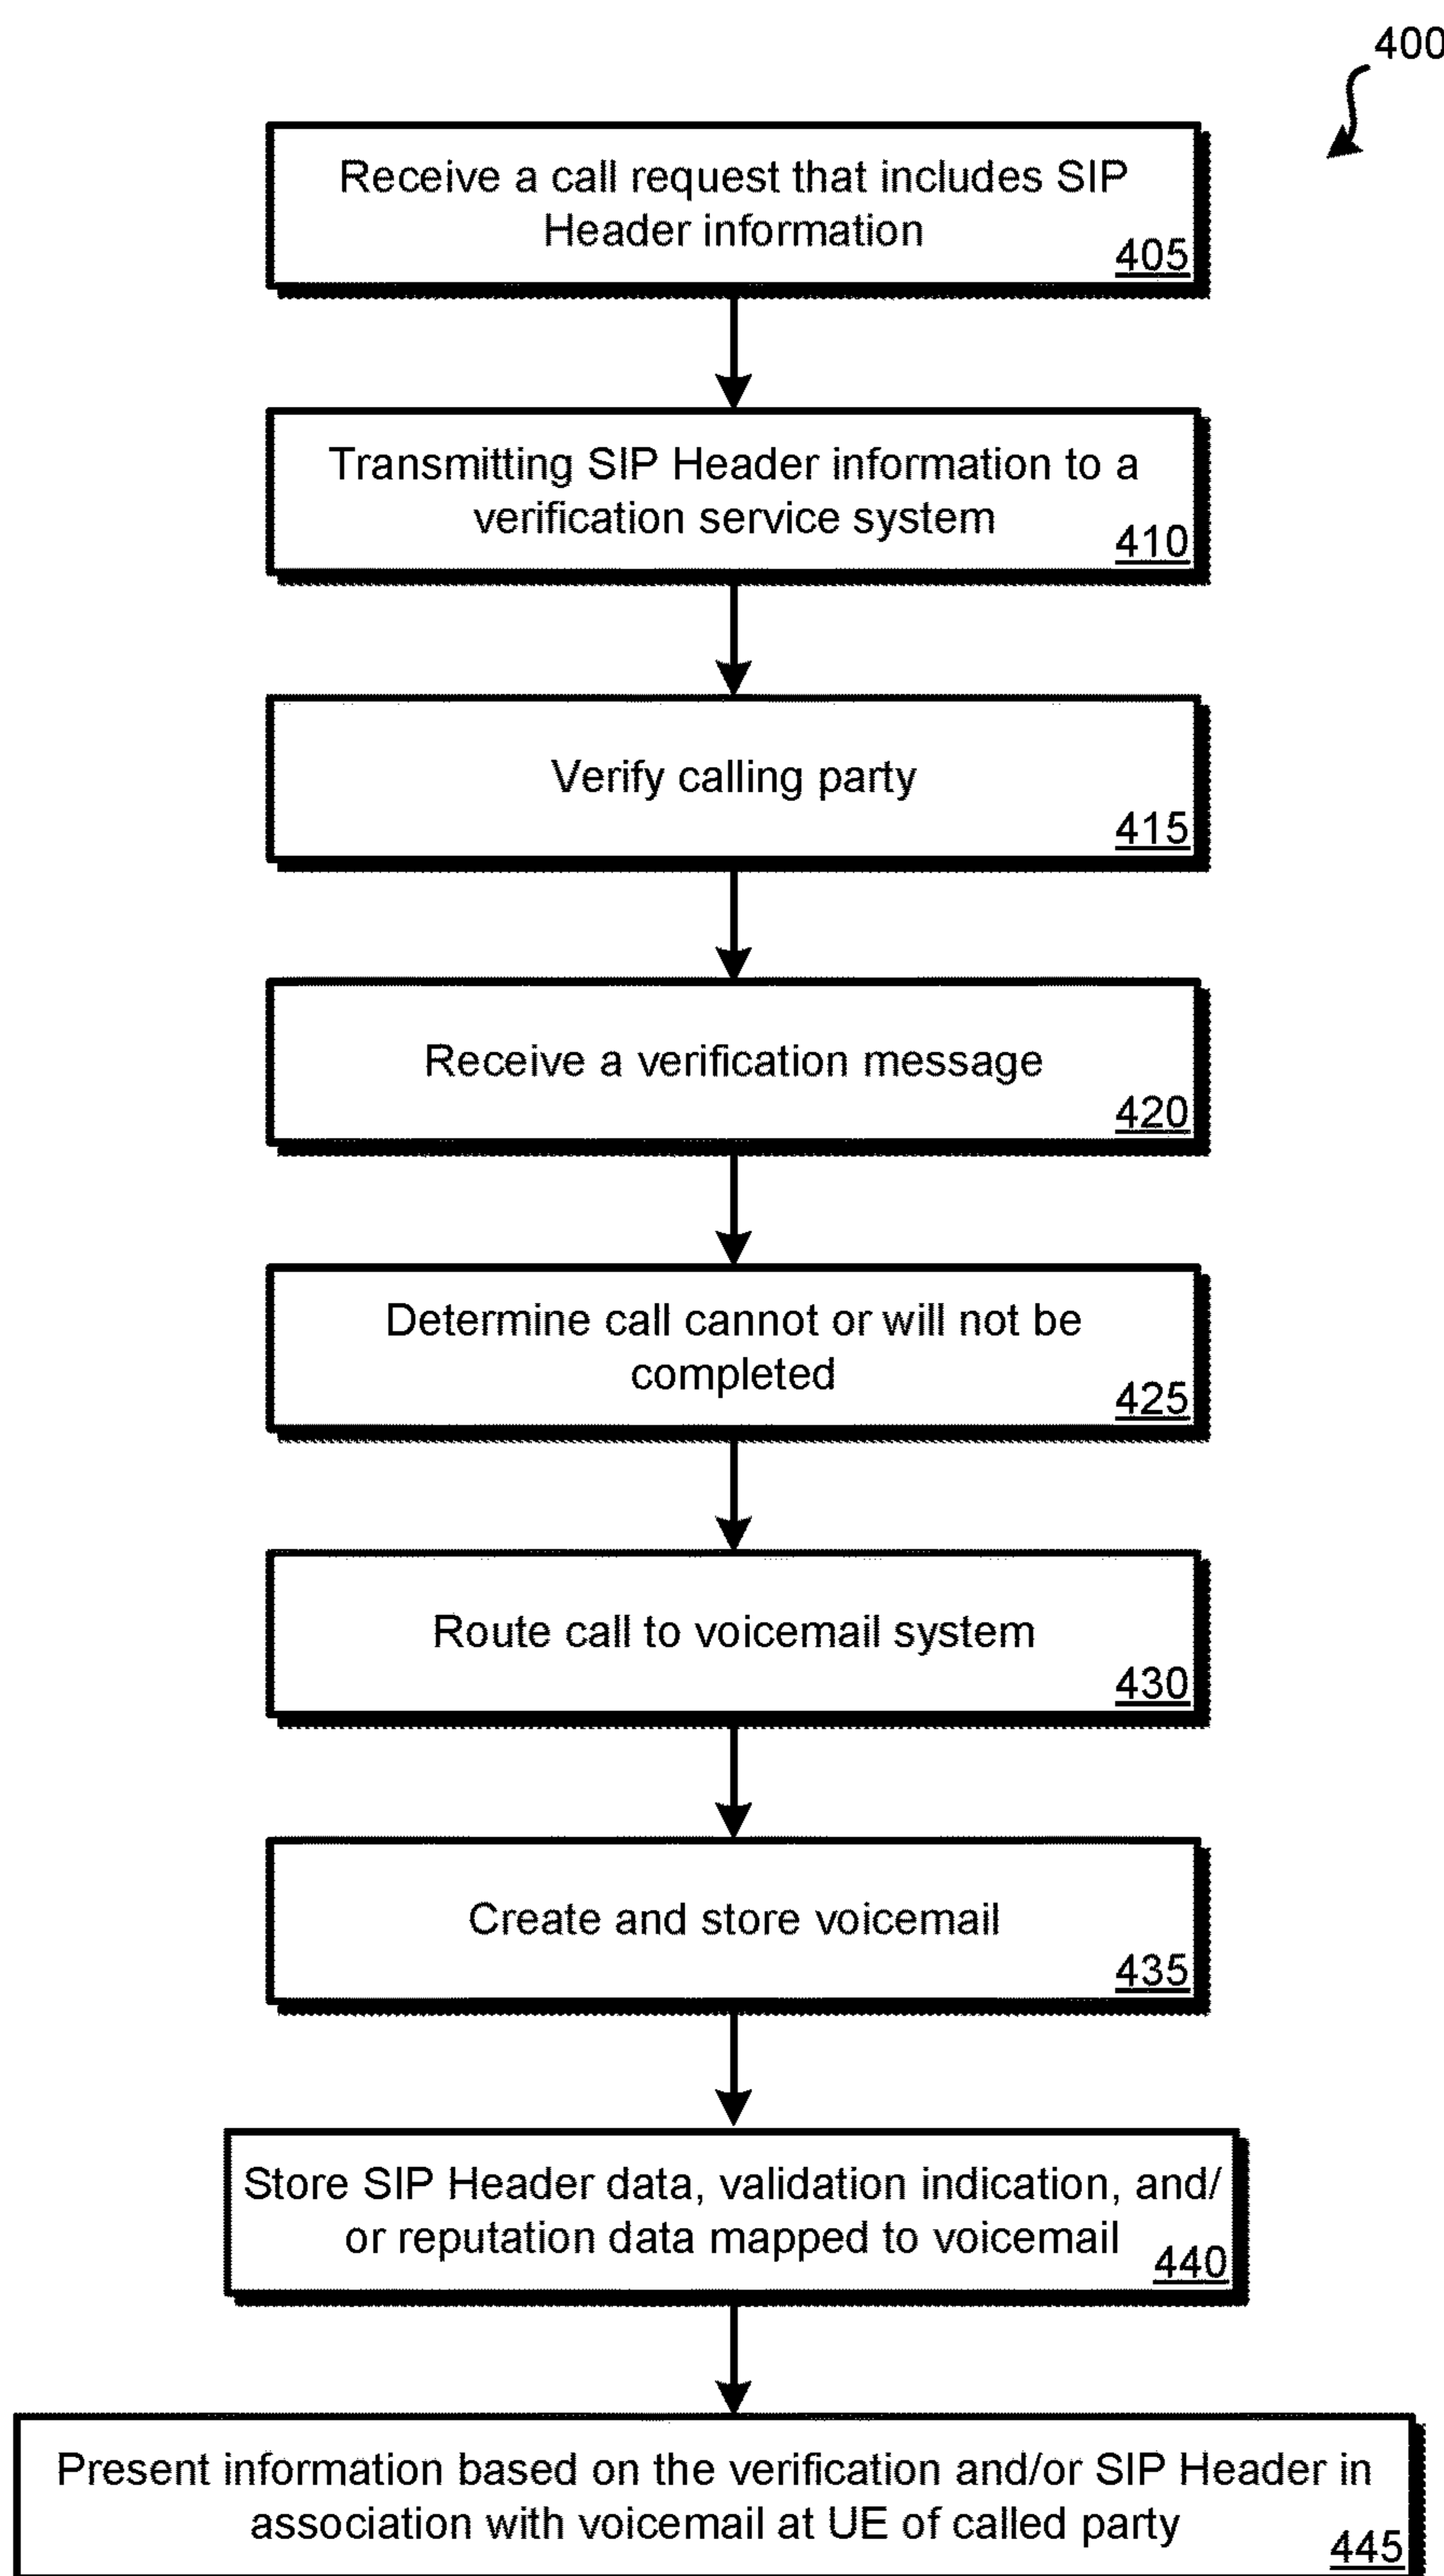 400
Receive a call request that includes SIP
Header information
405
Transmitting SIP Header information to a
verification service system
410
Verify calling party
415
Receive a verification message
420
Determine call cannot or will not be
completed
425
Route call to voicemail system
430
Create and store voicemail
435
Store SIP Header data, validation indication, and/
or reputation data mapped to voicemail
440
Present information based on the verification and/or SIP Header in
association with voicemail at UE of called party
445